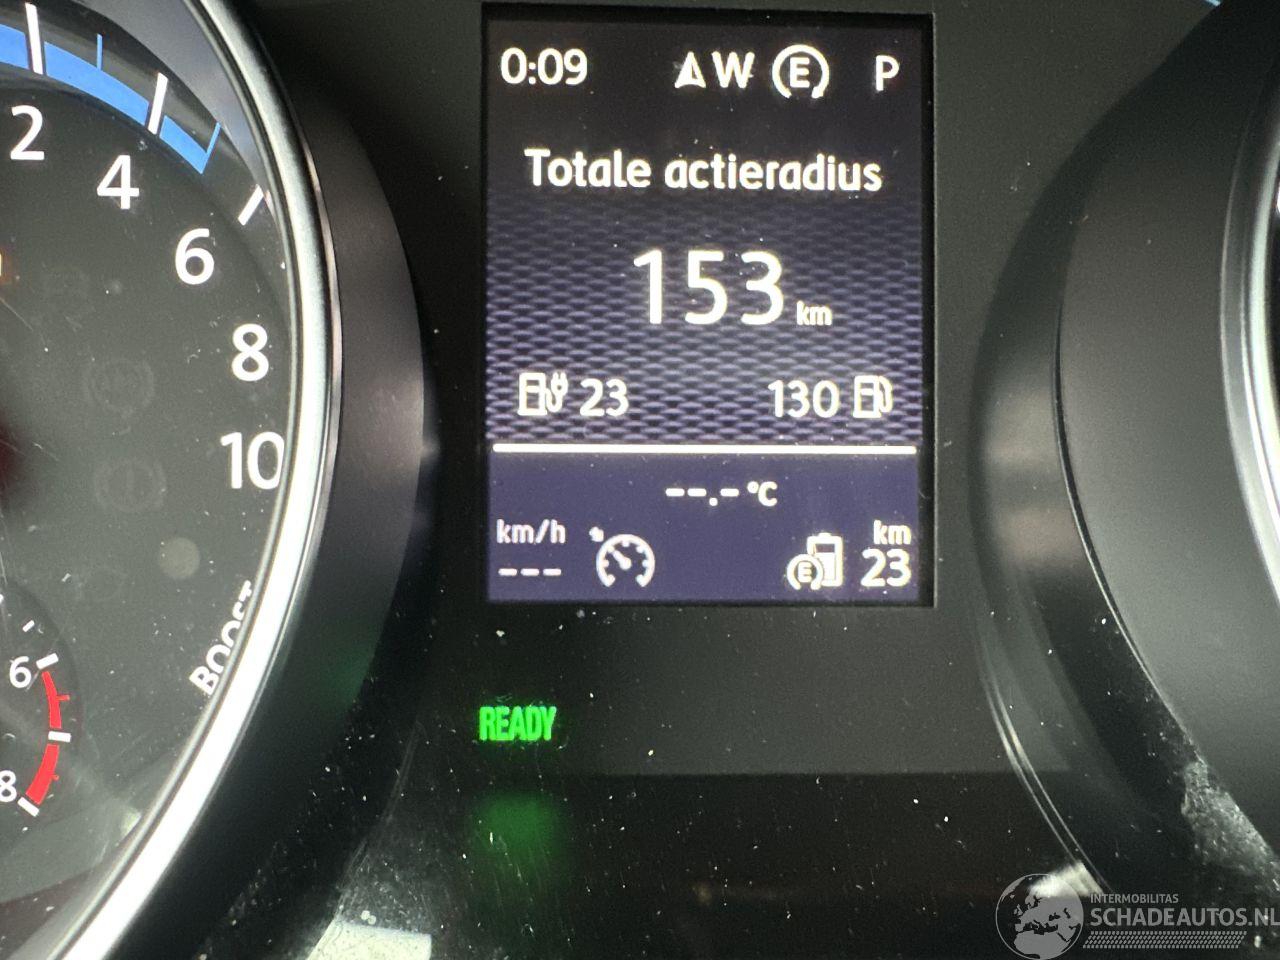 0:09 W E P
Totale actieradius
153 km
23 130
--.- °C
km/h km
--- E 23
2
4
6
8
10
BOOST
6
8
READY
INTERMOBILITAS
SCHADEAUTOS.NL